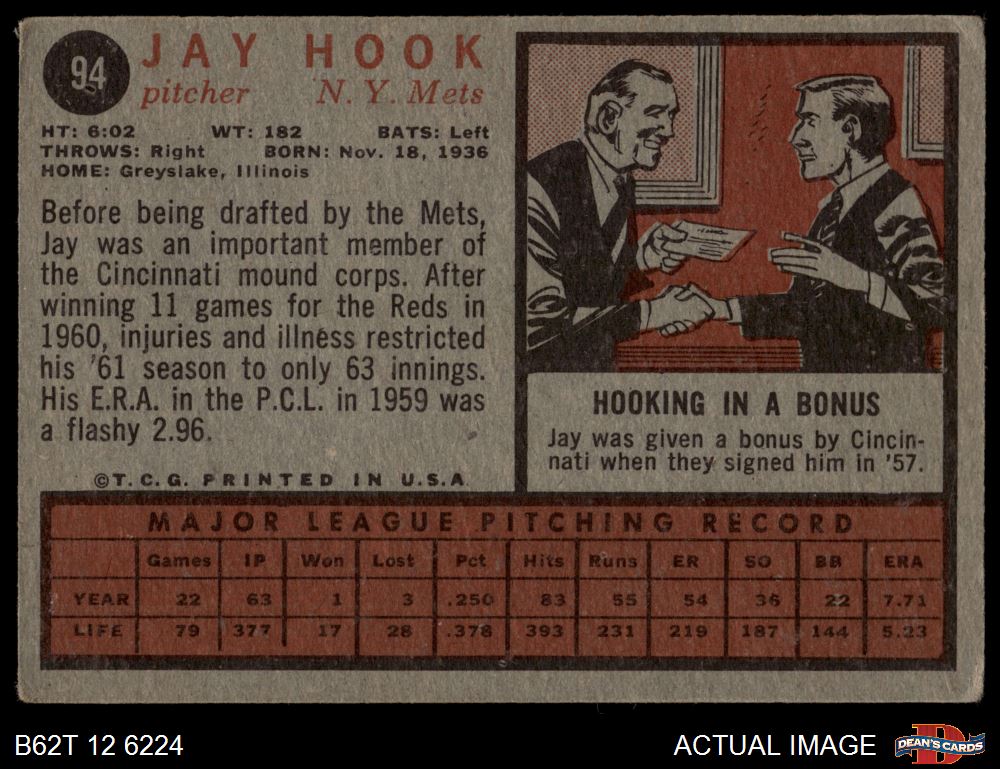 94
JAY HOOK
pitcher N. Y. Mets
HT: 6:02 WT: 182 BATS: Left
THROWS: Right BORN: Nov. 18, 1936
HOME: Greyslake, Illinois
Before being drafted by the Mets,
Jay was an important member of
the Cincinnati mound corps. After
winning 11 games for the Reds in
1960, injuries and illness restricted
his '61 season to only 63 innings.
His E.R.A. in the P.C.L. in 1959 was
a flashy 2.96.
©T.C.G. PRINTED IN U.S.A
HOOKING IN A BONUS
Jay was given a bonus by Cincin-
nati when they signed him in '57.
MAJOR LEAGUE PITCHING RECORD
Games IP Won Lost Pct Hits Runs ER SO BB ERA
YEAR 22 63 1 3 .250 83 55 54 36 22 7.71
LIFE 79 377 17 28 .378 393 231 219 187 144 5.23
B62T 12 6224
ACTUAL IMAGE
D
DEAN'S CARDS